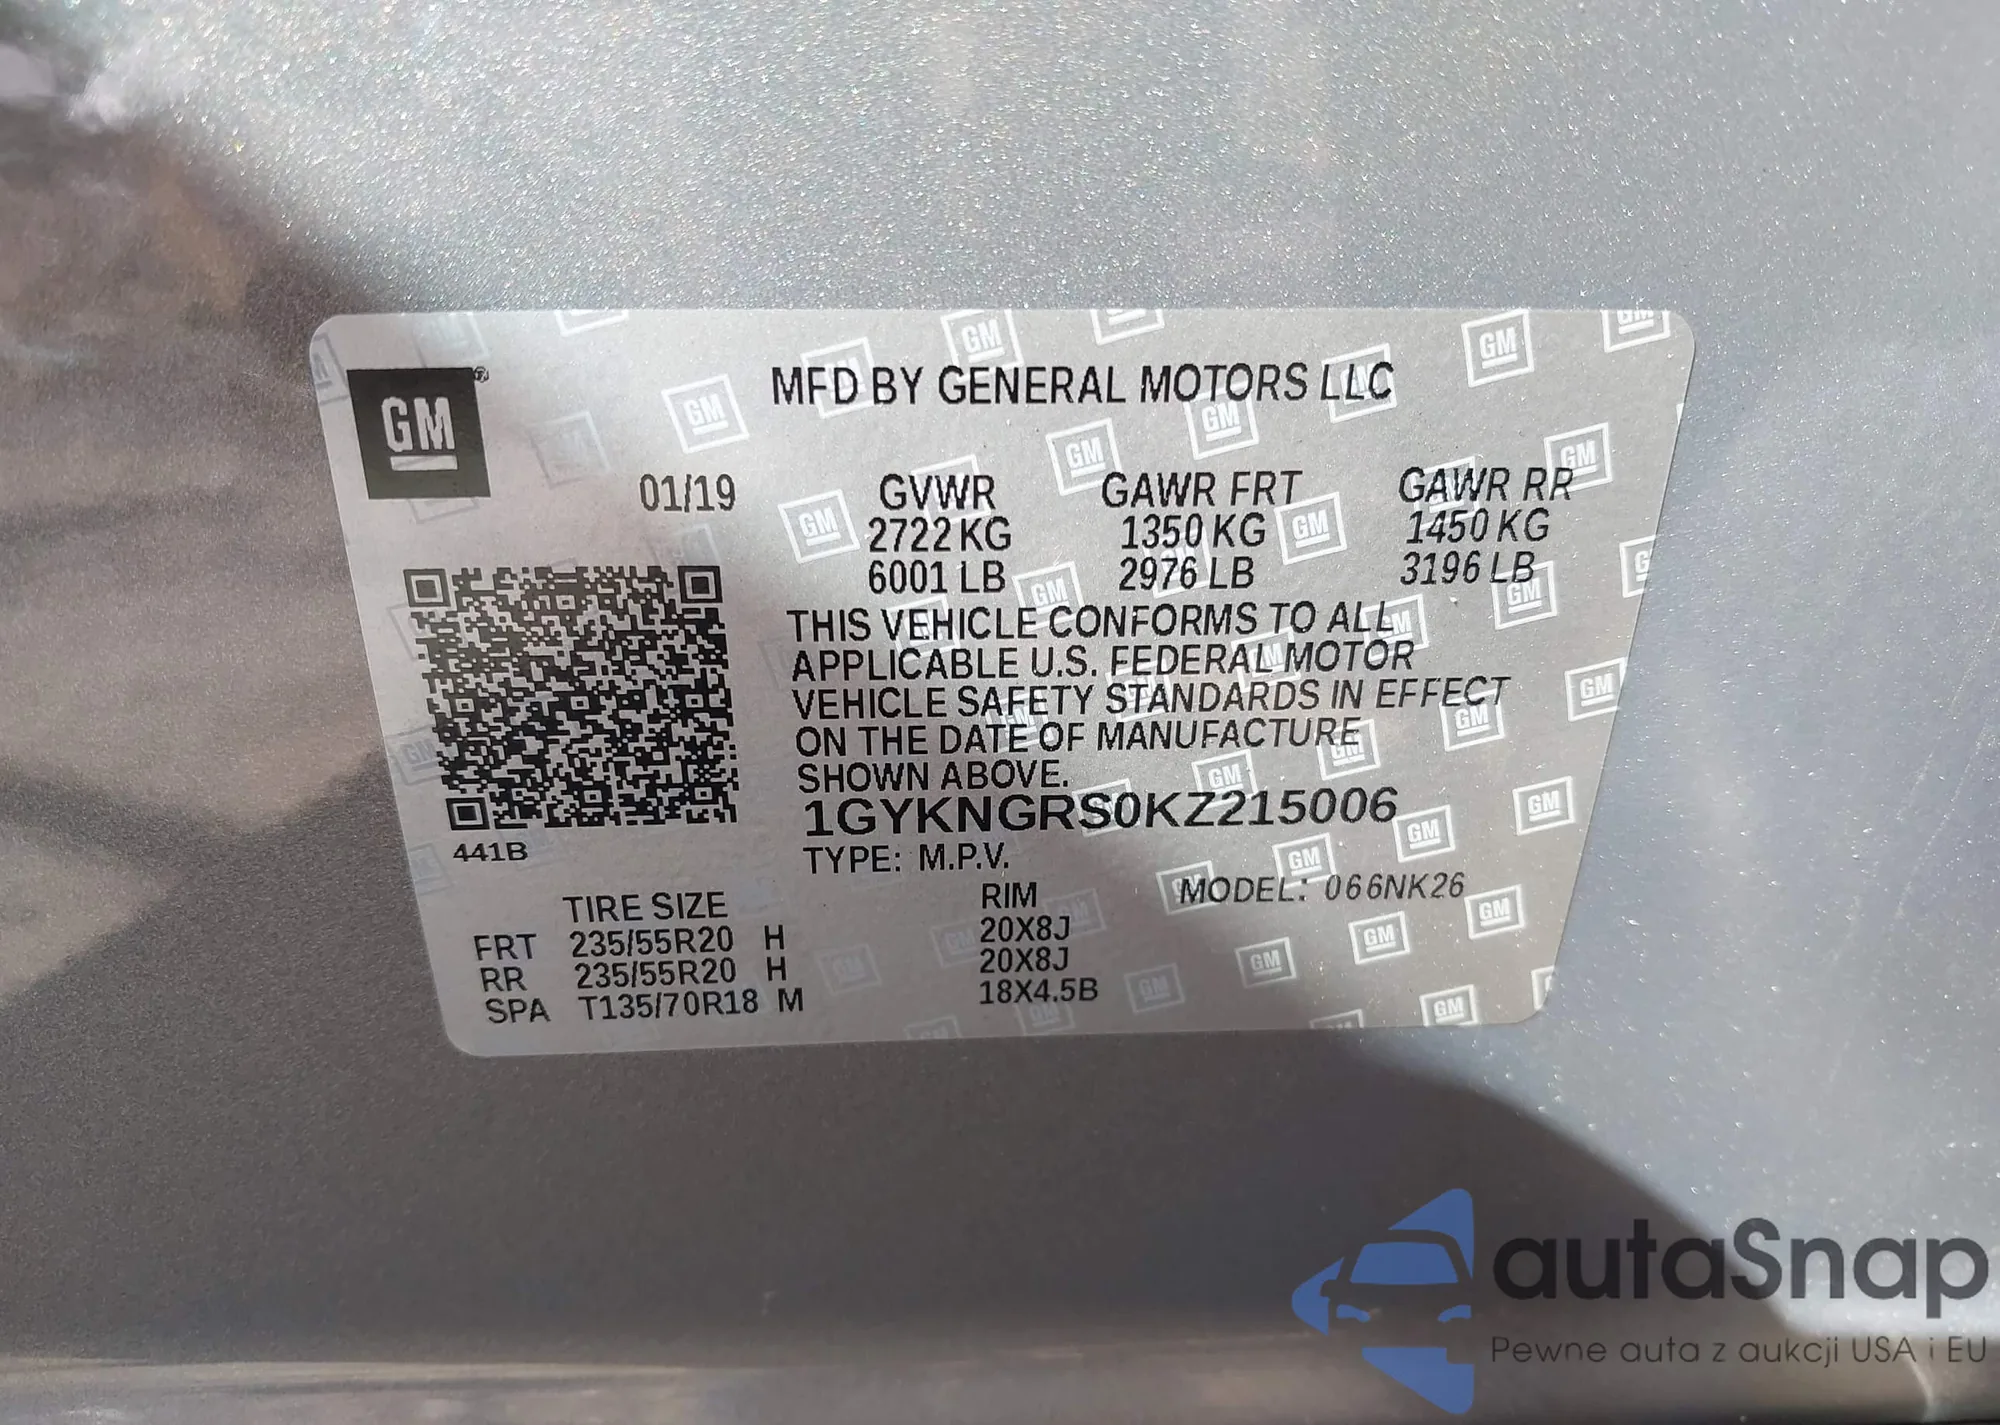 GM®
MFD BY GENERAL MOTORS LLC
01/19
GVWR GAWR FRT GAWR RR
2722 KG 1350 KG 1450 KG
6001 LB 2976 LB 3196 LB
THIS VEHICLE CONFORMS TO ALL
APPLICABLE U.S. FEDERAL MOTOR
VEHICLE SAFETY STANDARDS IN EFFECT
ON THE DATE OF MANUFACTURE
SHOWN ABOVE.
1GYKNGRS0KZ215006
441B
TYPE: M.P.V.
MODEL: 066NK26
TIRE SIZE RIM
FRT 235/55R20 H 20X8J
RR 235/55R20 H 20X8J
SPA T135/70R18 M 18X4.5B
autaSnap
Pewne auta z aukcji USA i EU